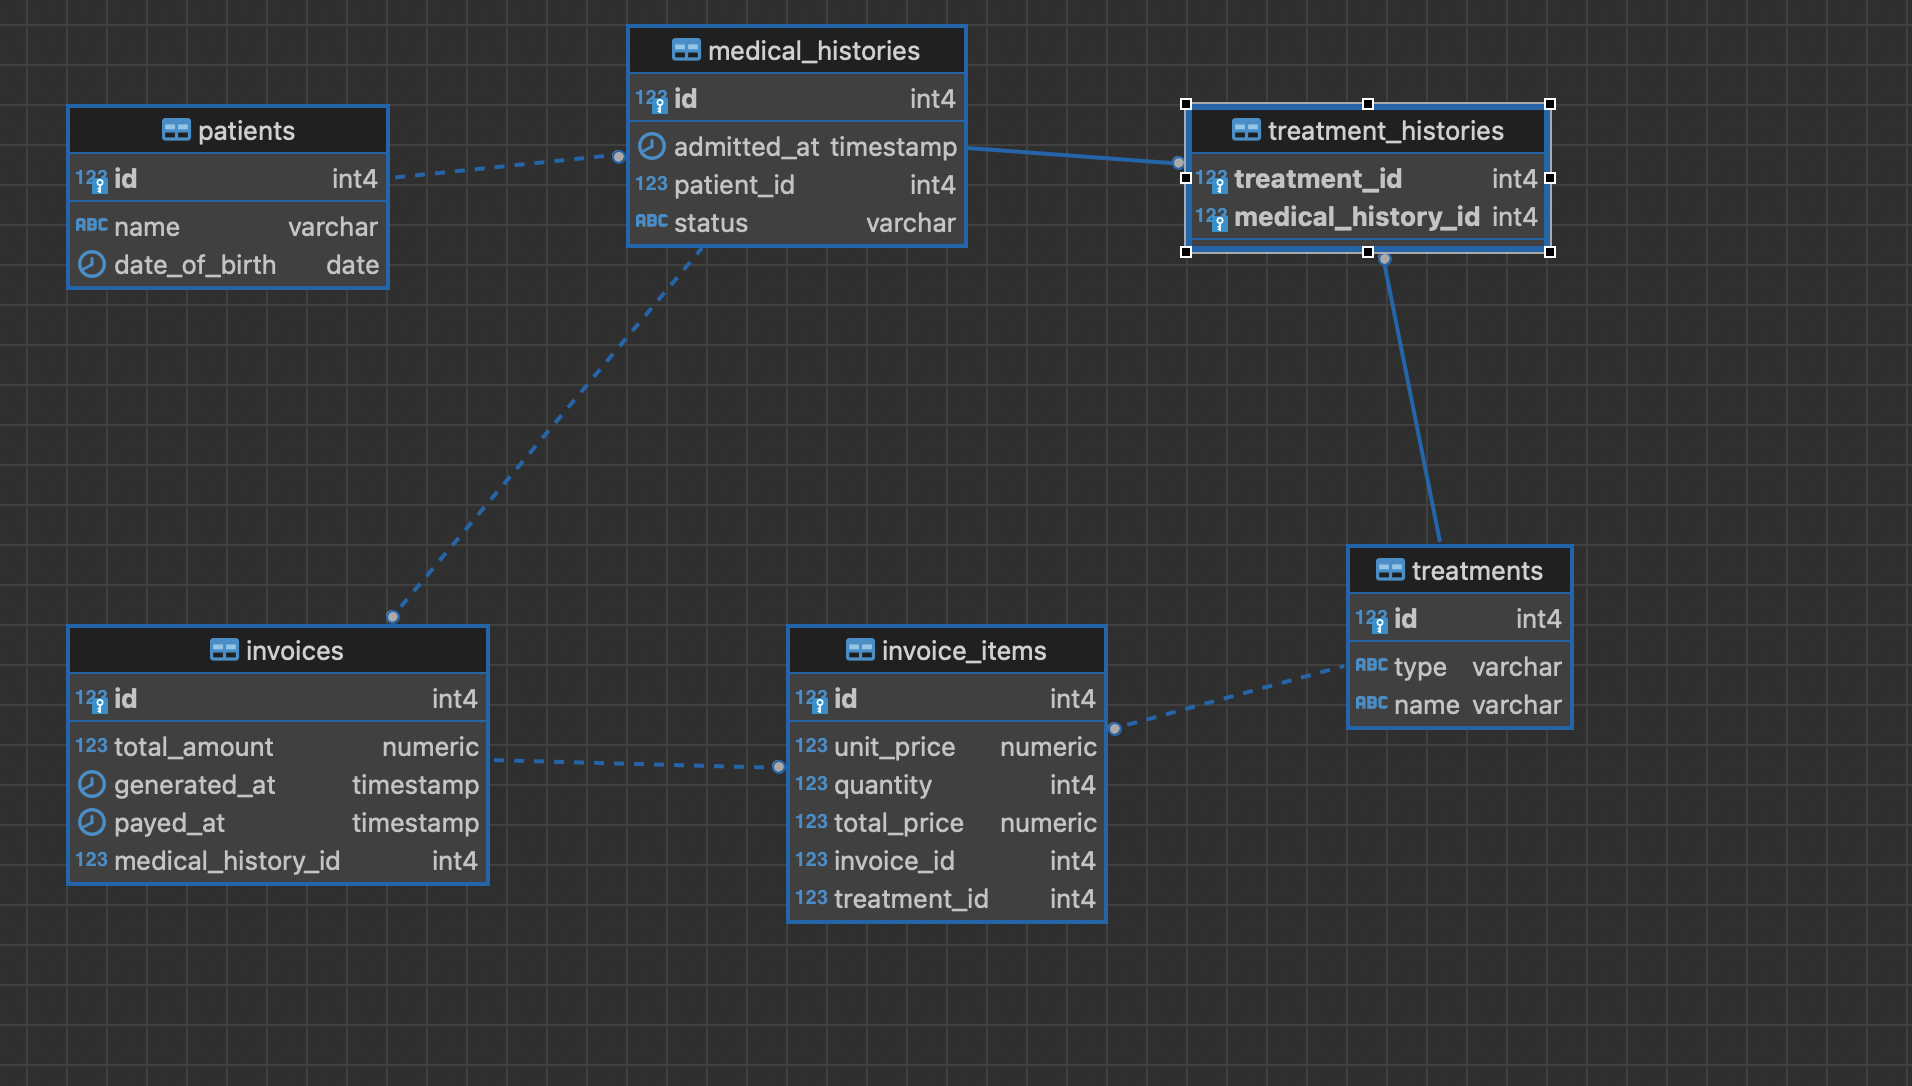 medical_histories
123 id int4
admitted_at timestamp
123 patient_id int4
ABC status varchar
patients
123 id int4
ABC name varchar
date_of_birth date
treatment_histories
123 treatment_id int4
123 medical_history_id int4
treatments
123 id int4
ABC type varchar
ABC name varchar
invoices
123 id int4
123 total_amount numeric
generated_at timestamp
payed_at timestamp
123 medical_history_id int4
invoice_items
123 id int4
123 unit_price numeric
123 quantity int4
123 total_price numeric
123 invoice_id int4
123 treatment_id int4